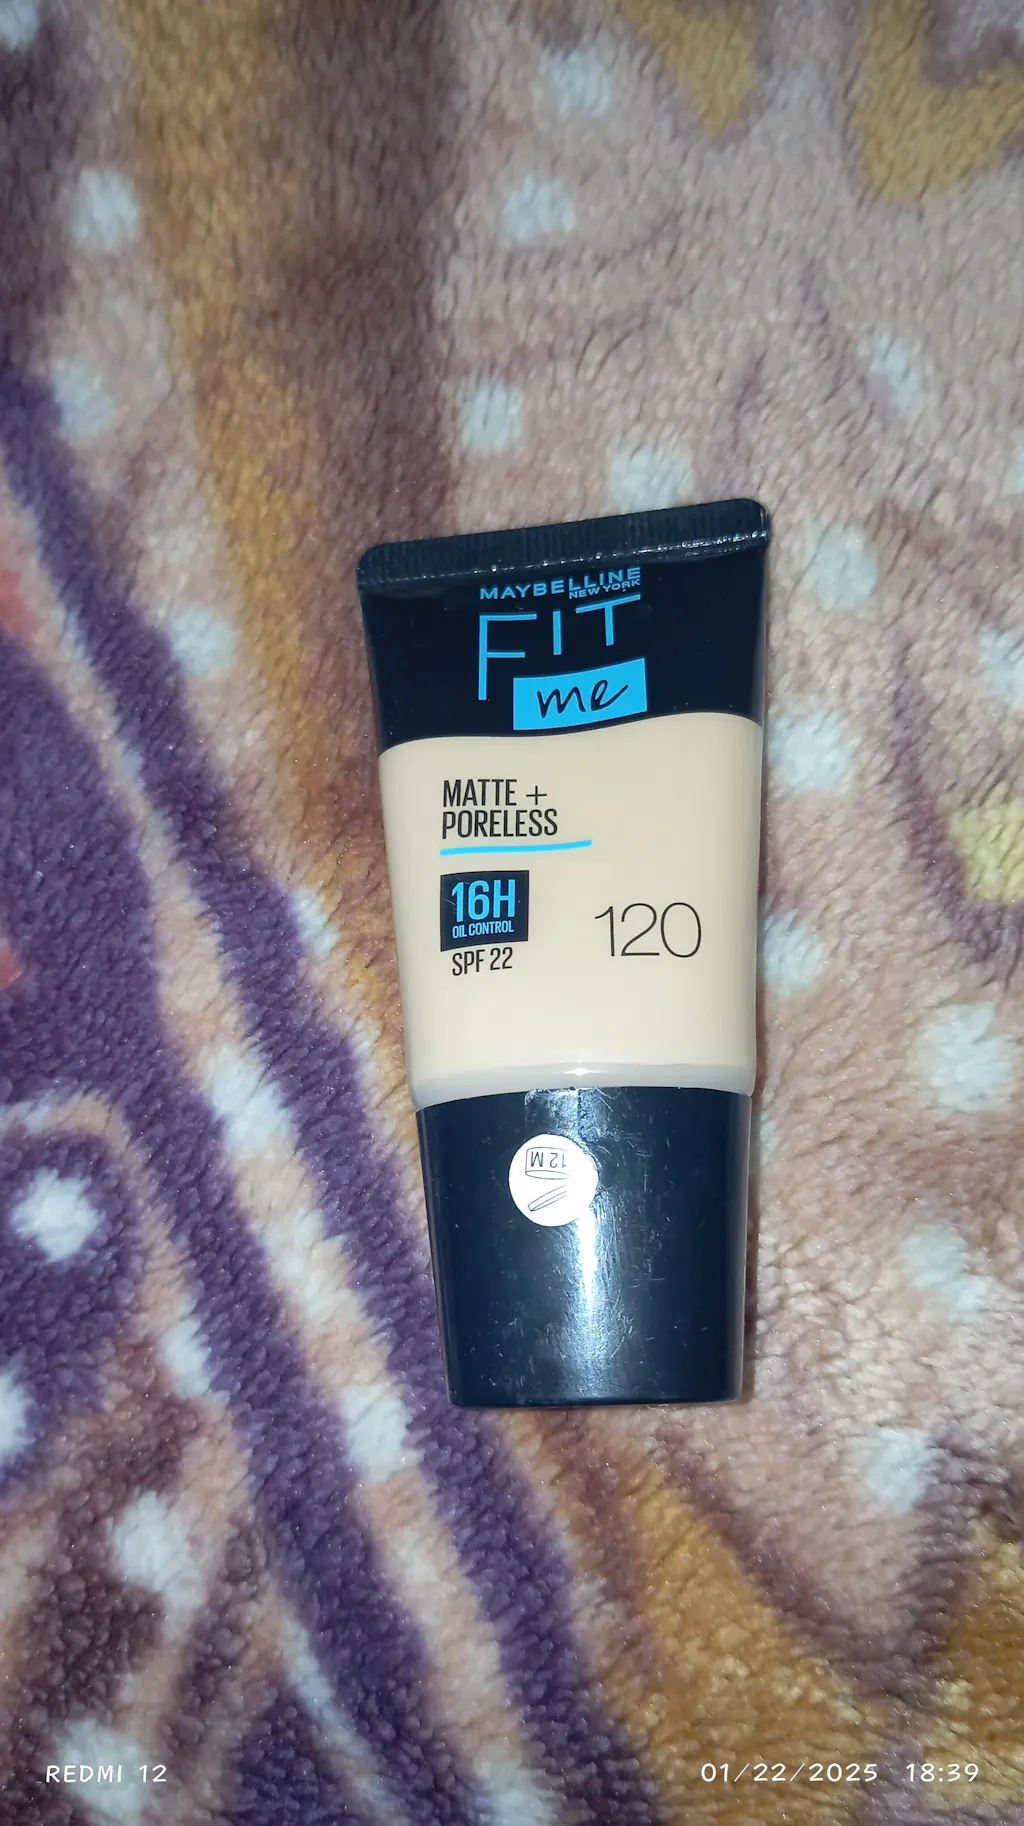 MAYBELLINE
NEW YORK
FIT
me
MATTE +
PORELESS
16H
OIL CONTROL
SPF 22
120
12 M
REDMI 12
01/22/2025 18:39